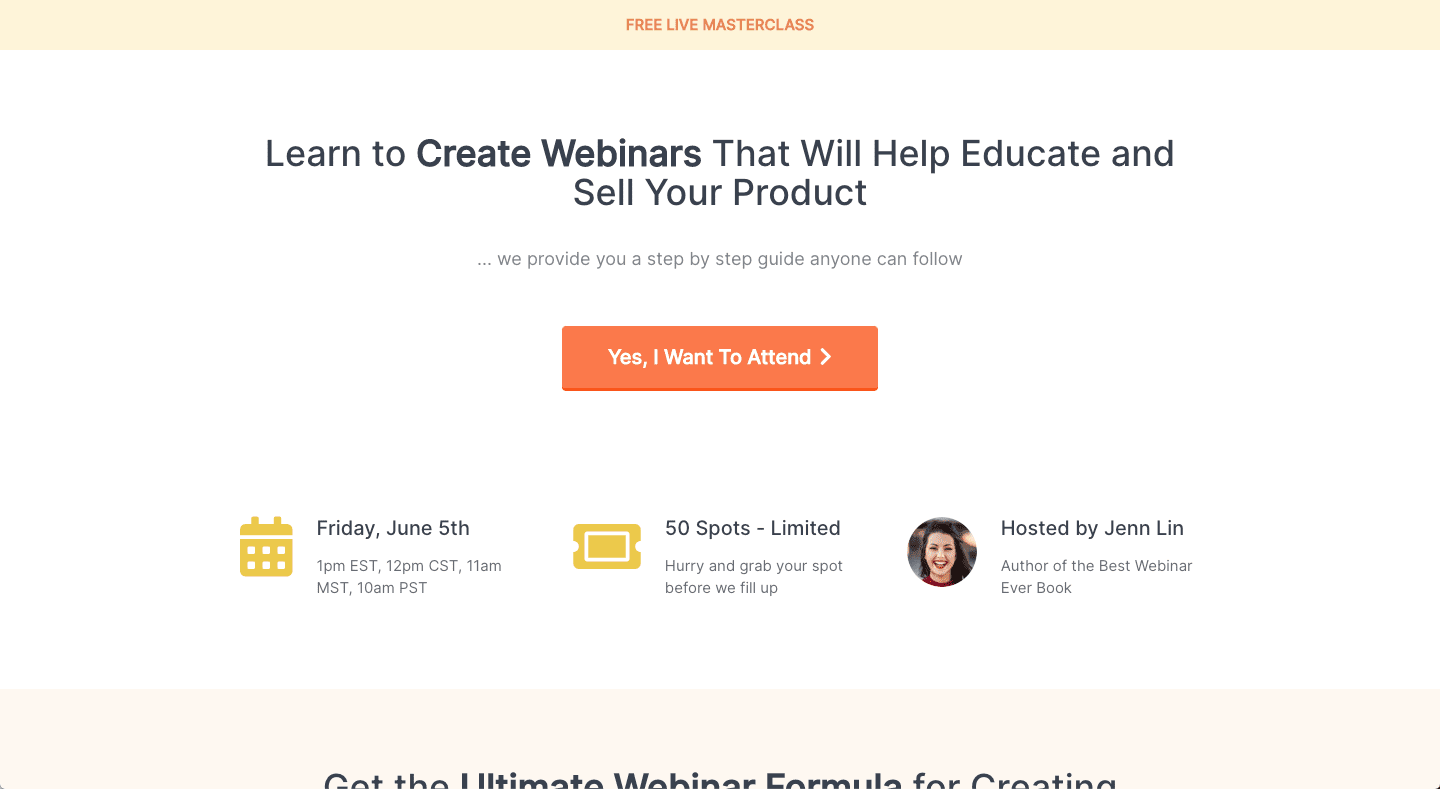 FREE LIVE MASTERCLASS
Learn to Create Webinars That Will Help Educate and
Sell Your Product
... we provide you a step by step guide anyone can follow
Yes, I Want To Attend
Friday, June 5th
1pm EST, 12pm CST, 11am
MST, 10am PST
50 Spots - Limited
Hurry and grab your spot
before we fill up
Hosted by Jenn Lin
Author of the Best Webinar
Ever Book
Get the Ultimate Webinar Formula for Creating